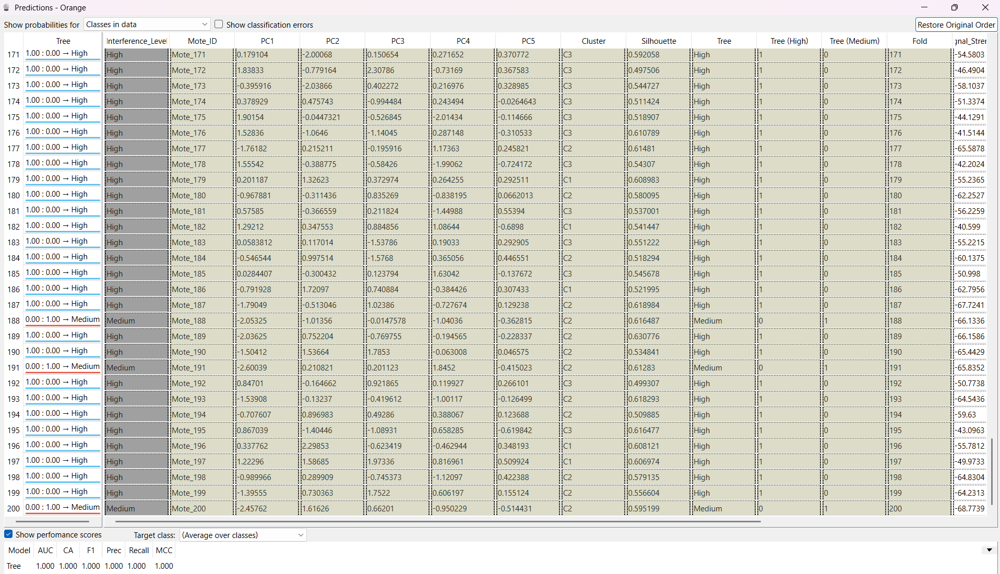 Predictions - Orange
Show probabilities for Classes in data Show classification errors Restore Original Order
Tree Interference_Level Mote_ID PC1 PC2 PC3 PC4 PC5 Cluster Silhouette Tree Tree (High) Tree (Medium) Fold gnal_Strer
171 1.00 : 0.00 → High High Mote_171 0.179104 -2.00068 0.150654 0.271652 0.370772 C3 0.592058 High 1 0 171 -54.5803
172 1.00 : 0.00 → High High Mote_172 1.83833 -0.779164 2.30786 -0.73169 0.367583 C3 0.497506 High 1 0 172 -46.4904
173 1.00 : 0.00 → High High Mote_173 -0.395916 -2.03866 0.402272 0.216976 0.328985 C3 0.544727 High 1 0 173 -58.1037
174 1.00 : 0.00 → High High Mote_174 0.378929 0.475743 -0.994484 0.243494 -0.0264643 C3 0.511424 High 1 0 174 -51.3374
175 1.00 : 0.00 → High High Mote_175 1.90154 -0.0447321 -0.526845 -2.01434 -0.114666 C3 0.518907 High 1 0 175 -44.1291
176 1.00 : 0.00 → High High Mote_176 1.52836 -1.0646 -1.14045 0.287148 -0.310533 C3 0.610789 High 1 0 176 -41.5144
177 1.00 : 0.00 → High High Mote_177 -1.76182 0.215211 -0.195916 1.17363 0.245821 C2 0.61481 High 1 0 177 -65.5878
178 1.00 : 0.00 → High High Mote_178 1.55542 -0.388775 -0.58426 -1.99062 -0.724172 C3 0.54307 High 1 0 178 -42.2024
179 1.00 : 0.00 → High High Mote_179 0.201187 1.32623 0.372974 0.264255 0.292511 C1 0.608983 High 1 0 179 -55.2365
180 1.00 : 0.00 → High High Mote_180 -0.967881 -0.311436 0.835269 -0.838195 0.0662013 C2 0.580095 High 1 0 180 -62.2527
181 1.00 : 0.00 → High High Mote_181 0.57585 -0.366559 0.211824 -1.44988 0.55394 C3 0.537001 High 1 0 181 -56.2259
182 1.00 : 0.00 → High High Mote_182 1.29212 0.347553 0.884856 1.08644 -0.6898 C1 0.541447 High 1 0 182 -40.599
183 1.00 : 0.00 → High High Mote_183 0.0583812 0.117014 -1.53786 0.19033 0.292905 C3 0.551222 High 1 0 183 -55.2215
184 1.00 : 0.00 → High High Mote_184 -0.546544 0.997514 -1.5768 0.365056 0.446551 C2 0.518294 High 1 0 184 -60.1375
185 1.00 : 0.00 → High High Mote_185 0.0284407 -0.300432 0.123794 1.63042 -0.137672 C3 0.545678 High 1 0 185 -50.998
186 1.00 : 0.00 → High High Mote_186 -0.791928 1.72097 0.740884 -0.384426 0.307433 C1 0.521995 High 1 0 186 -62.7956
187 1.00 : 0.00 → High High Mote_187 -1.79049 -0.513046 1.02386 -0.727674 0.129238 C2 0.618984 High 1 0 187 -67.7241
188 0.00 : 1.00 → Medium Medium Mote_188 -2.05325 -1.01356 -0.0147578 -1.04036 -0.362815 C2 0.616487 Medium 0 1 188 -66.1336
189 1.00 : 0.00 → High High Mote_189 -2.03625 0.752204 -0.769755 -0.194565 -0.228337 C2 0.630776 High 1 0 189 -66.1586
190 1.00 : 0.00 → High High Mote_190 -1.50412 1.53664 1.7853 -0.063008 0.046575 C2 0.534841 High 1 0 190 -65.4429
191 0.00 : 1.00 → Medium Medium Mote_191 -2.60039 0.210821 0.201123 1.8452 -0.415023 C2 0.61283 Medium 0 1 191 -65.8352
192 1.00 : 0.00 → High High Mote_192 0.84701 -0.164662 0.921865 0.119927 0.266101 C3 0.499307 High 1 0 192 -50.7738
193 1.00 : 0.00 → High High Mote_193 -1.53908 -0.13237 -0.419612 -1.00117 -0.126499 C2 0.618293 High 1 0 193 -64.5436
194 1.00 : 0.00 → High High Mote_194 -0.707607 0.896983 0.49286 0.388067 0.123688 C2 0.509885 High 1 0 194 -59.63
195 1.00 : 0.00 → High High Mote_195 0.867039 -1.40446 -1.08931 0.658285 -0.619842 C3 0.616477 High 1 0 195 -43.0963
196 1.00 : 0.00 → High High Mote_196 0.337762 2.29853 -0.623419 -0.462944 0.348193 C1 0.608121 High 1 0 196 -55.7812
197 1.00 : 0.00 → High High Mote_197 1.22296 1.58685 1.97336 0.816961 0.509924 C1 0.606974 High 1 0 197 -49.9733
198 1.00 : 0.00 → High High Mote_198 -0.989966 0.289909 -0.745373 -1.12097 0.422388 C2 0.579135 High 1 0 198 -64.8304
199 1.00 : 0.00 → High High Mote_199 -1.39555 0.730363 1.7522 0.606197 0.155124 C2 0.556604 High 1 0 199 -64.2313
200 0.00 : 1.00 → Medium Medium Mote_200 -2.45762 1.61626 0.66201 -0.950229 -0.514431 C2 0.595199 Medium 0 1 200 -68.7739
Show perfomance scores Target class: (Average over classes)
Model AUC CA F1 Prec Recall MCC
Tree 1.000 1.000 1.000 1.000 1.000 1.000